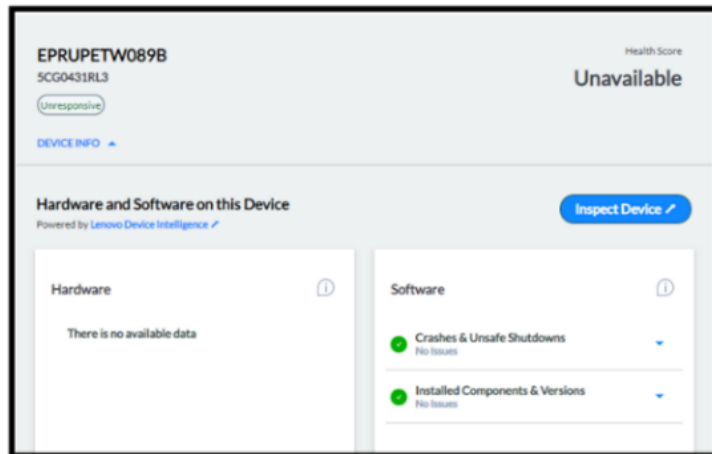 EPRUPETW089B
5CG0431RL3
Unresponsive
DEVICE INFO
Health Score
Unavailable
Hardware and Software on this Device
Powered by Lenovo Device Intelligence
Inspect Device
Hardware
There is no available data
Software
Crashes & Unsafe Shutdowns
No Issues
Installed Components & Versions
No Issues